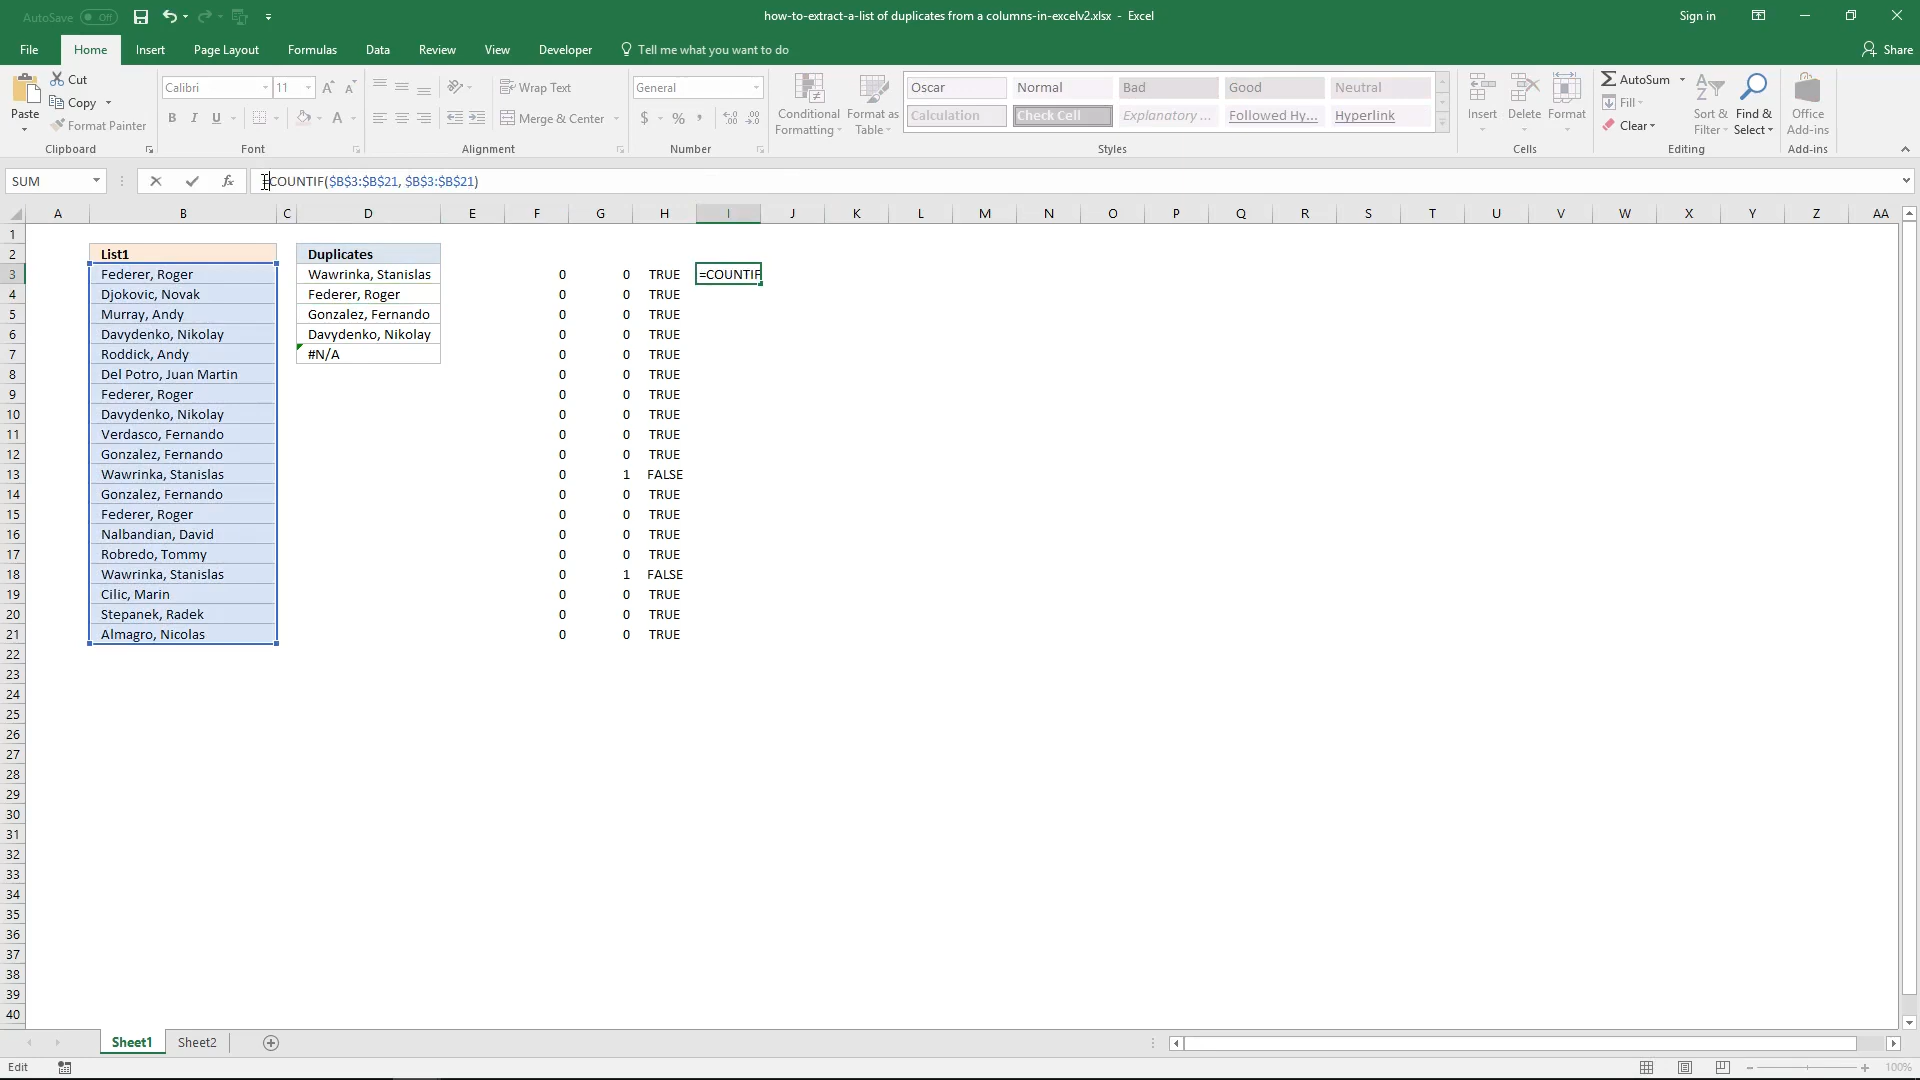 AutoSave Off
how-to-extract-a-list of duplicates from a columns-in-excelv2.xlsx - Excel
Sign in
File Home Insert Page Layout Formulas Data Review View Developer Tell me what you want to do Share
Paste Cut
Copy
Format Painter
Clipboard
Calibri 11 A A
B I U A
Font
Wrap Text
Merge & Center
Alignment
General
$ % ,
Number
Conditional Formatting
Format as Table
Oscar Normal Bad Good Neutral
Calculation Check Cell Explanatory ... Followed Hy... Hyperlink
Styles
Insert Delete Format
Cells
AutoSum
Fill
Clear
Sort & Filter
Find & Select
Editing
Office Add-ins
Add-ins
SUM fx =COUNTIF($B$3:$B$21, $B$3:$B$21)
A B C D E F G H I J K L M N O P Q R S T U V W X Y Z AA
1
2 List1 Duplicates
3 Federer, Roger Wawrinka, Stanislas 0 0 TRUE =COUNTIF
4 Djokovic, Novak Federer, Roger 0 0 TRUE
5 Murray, Andy Gonzalez, Fernando 0 0 TRUE
6 Davydenko, Nikolay Davydenko, Nikolay 0 0 TRUE
7 Roddick, Andy #N/A 0 0 TRUE
8 Del Potro, Juan Martin 0 0 TRUE
9 Federer, Roger 0 0 TRUE
10 Davydenko, Nikolay 0 0 TRUE
11 Verdasco, Fernando 0 0 TRUE
12 Gonzalez, Fernando 0 0 TRUE
13 Wawrinka, Stanislas 0 1 FALSE
14 Gonzalez, Fernando 0 0 TRUE
15 Federer, Roger 0 0 TRUE
16 Nalbandian, David 0 0 TRUE
17 Robredo, Tommy 0 0 TRUE
18 Wawrinka, Stanislas 0 1 FALSE
19 Cilic, Marin 0 0 TRUE
20 Stepanek, Radek 0 0 TRUE
21 Almagro, Nicolas 0 0 TRUE
22
23
24
25
26
27
28
29
30
31
32
33
34
35
36
37
38
39
40
Sheet1 Sheet2
Edit 100%